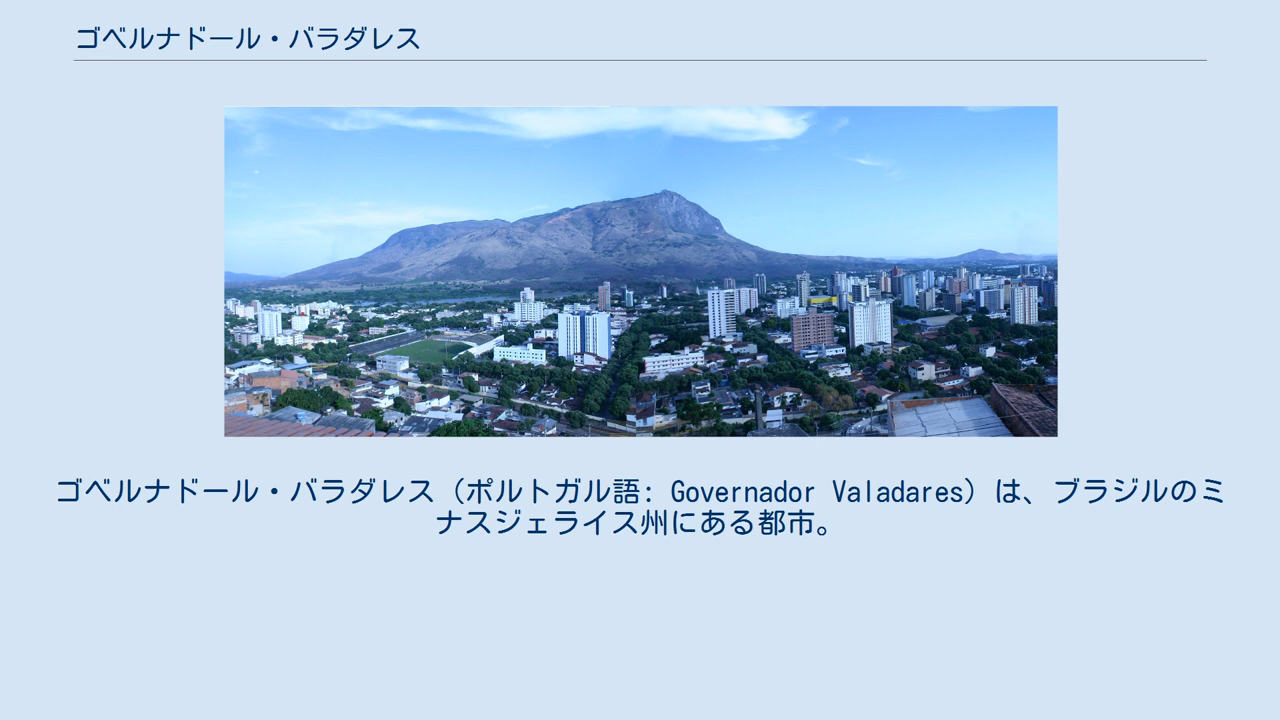 ゴベルナドール・バラダレス
ゴベルナドール・バラダレス（ポルトガル語: Governador Valadares）は、ブラジルのミ
ナスジェライス州にある都市。